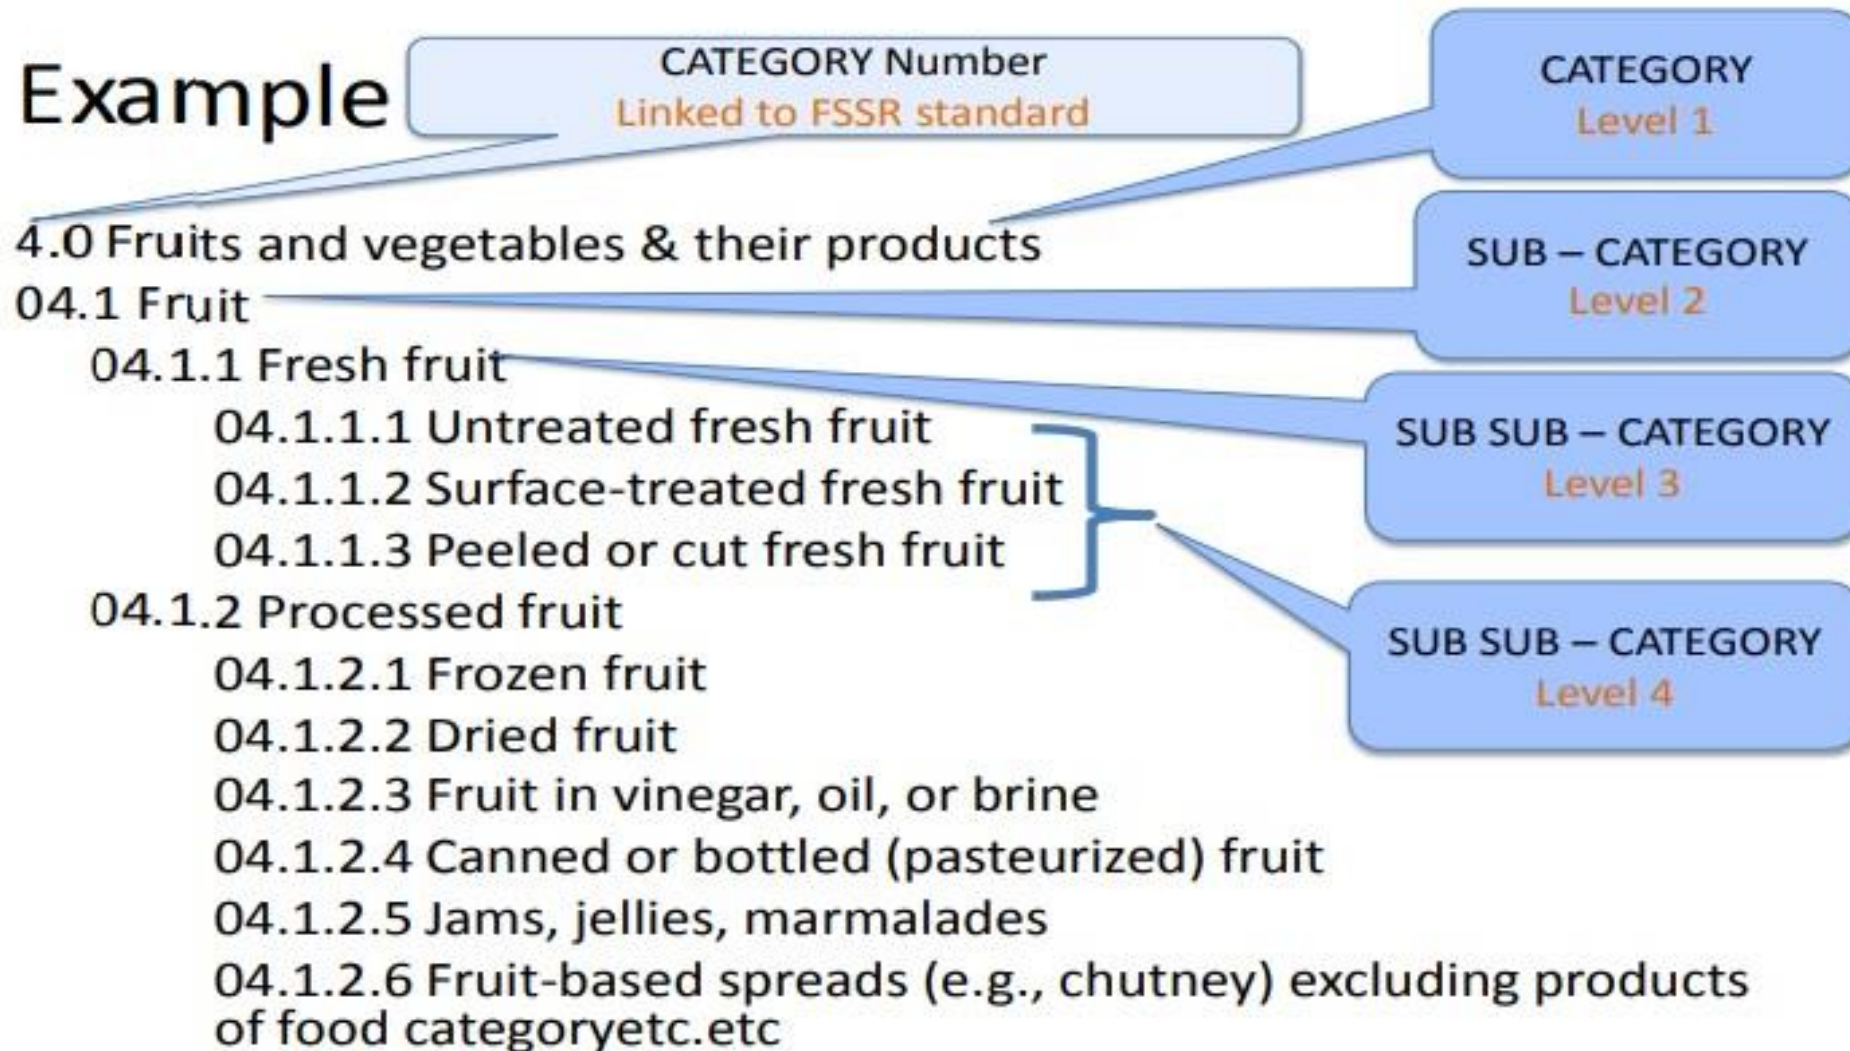 Example
CATEGORY Number
Linked to FSSR standard
CATEGORY
Level 1
4.0 Fruits and vegetables & their products
SUB – CATEGORY
Level 2
04.1 Fruit
04.1.1 Fresh fruit
SUB SUB – CATEGORY
Level 3
04.1.1.1 Untreated fresh fruit
04.1.1.2 Surface-treated fresh fruit
04.1.1.3 Peeled or cut fresh fruit
SUB SUB – CATEGORY
Level 4
04.1.2 Processed fruit
04.1.2.1 Frozen fruit
04.1.2.2 Dried fruit
04.1.2.3 Fruit in vinegar, oil, or brine
04.1.2.4 Canned or bottled (pasteurized) fruit
04.1.2.5 Jams, jellies, marmalades
04.1.2.6 Fruit-based spreads (e.g., chutney) excluding products
of food categoryetc.etc